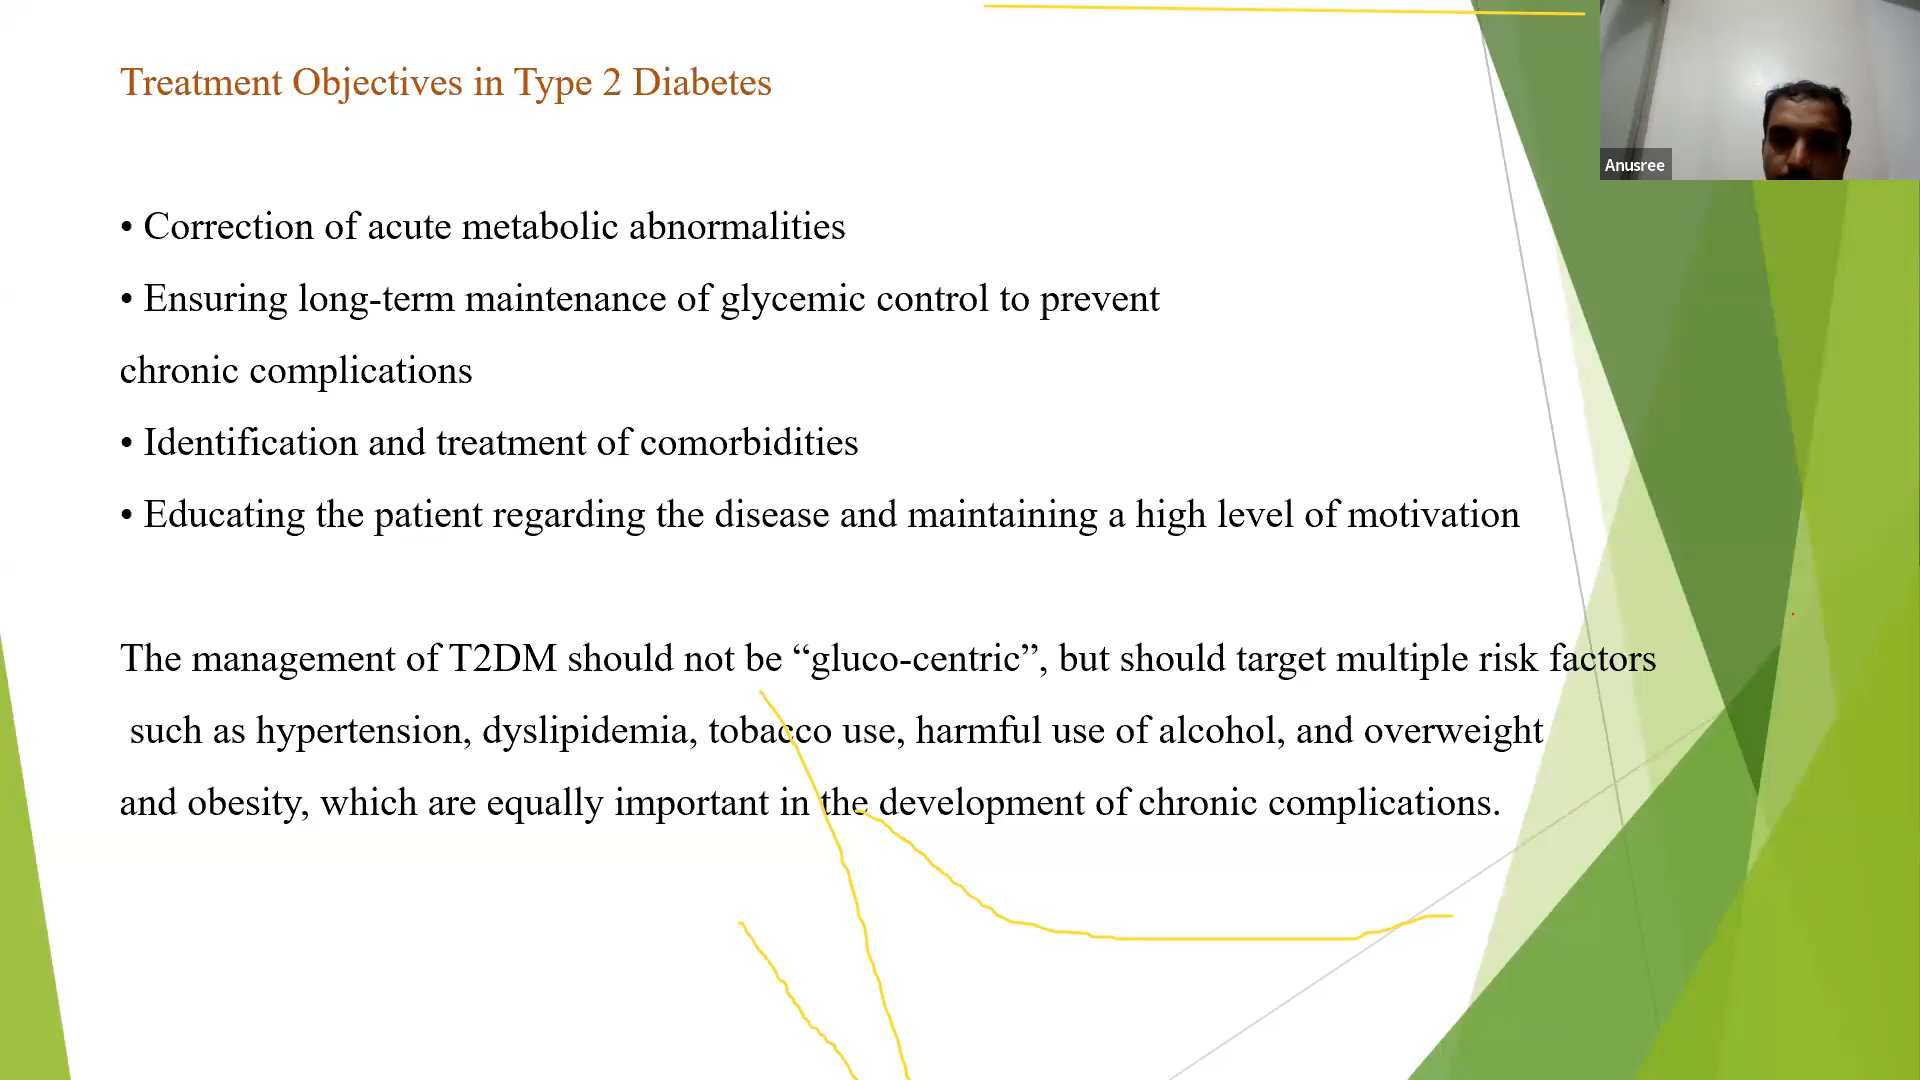 Treatment Objectives in Type 2 Diabetes
Anusree
• Correction of acute metabolic abnormalities
• Ensuring long-term maintenance of glycemic control to prevent
chronic complications
• Identification and treatment of comorbidities
• Educating the patient regarding the disease and maintaining a high level of motivation
The management of T2DM should not be “gluco-centric”, but should target multiple risk factors
such as hypertension, dyslipidemia, tobacco use, harmful use of alcohol, and overweight
and obesity, which are equally important in the development of chronic complications.